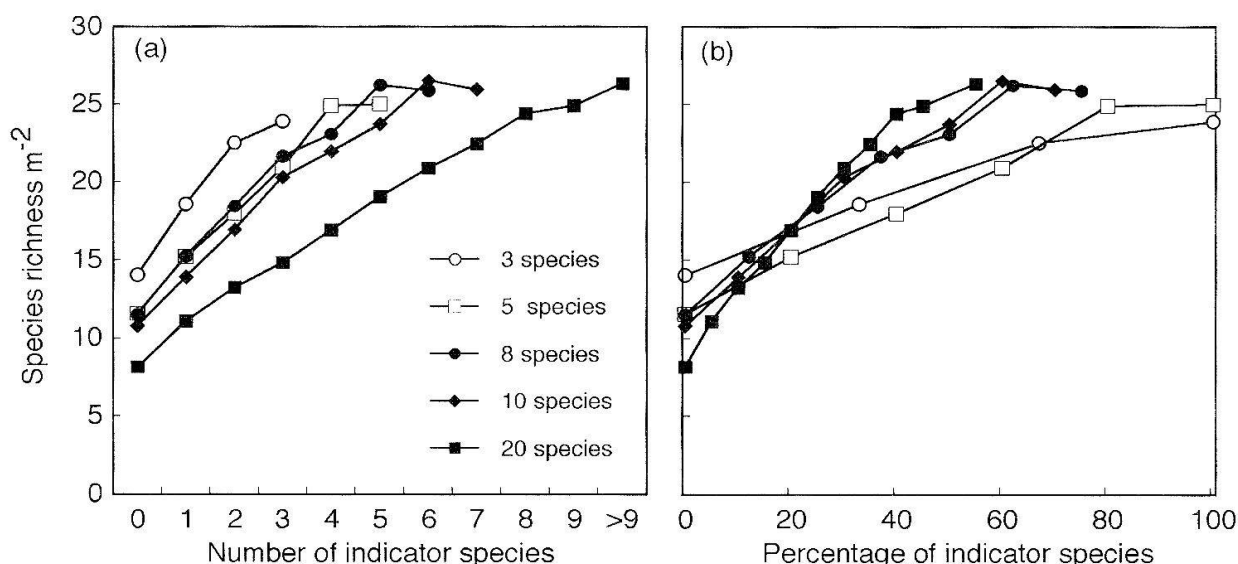 (a)
(b)
Species richness m⁻²
30
25
20
15
10
5
0
3 species
5 species
8 species
10 species
20 species
0 1 2 3 4 5 6 7 8 9 >9
Number of indicator species
0 20 40 60 80 100
Percentage of indicator species